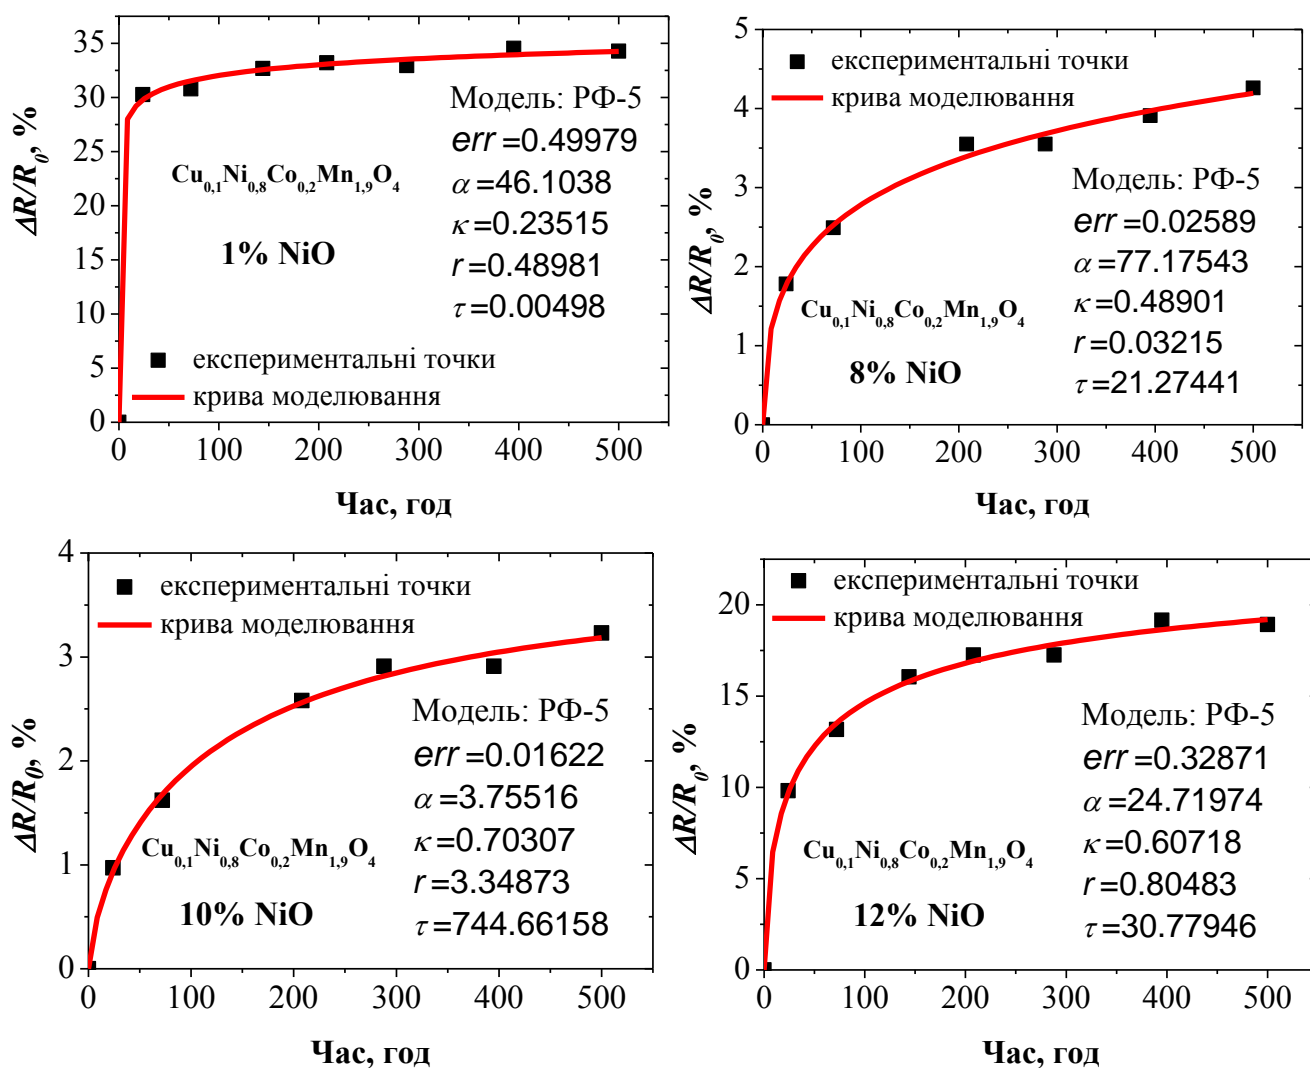 35
30
25
20
15
10
5
0
ΔR/R₀, %
Модель: РФ-5
err =0.49979
α =46.1038
κ =0.23515
r =0.48981
τ =0.00498
Cu₀,₁Ni₀,₈Co₀,₂Mn₁,₉O₄
1% NiO
експериментальні точки
крива моделювання
0 100 200 300 400 500
Час, год
5
4
3
2
1
0
ΔR/R₀, %
експериментальні точки
крива моделювання
Модель: РФ-5
err =0.02589
α =77.17543
κ =0.48901
r =0.03215
τ =21.27441
Cu₀,₁Ni₀,₈Co₀,₂Mn₁,₉O₄
8% NiO
0 100 200 300 400 500
Час, год
4
3
2
1
0
ΔR/R₀, %
експериментальні точки
крива моделювання
Модель: РФ-5
err =0.01622
α =3.75516
κ =0.70307
r =3.34873
τ =744.66158
Cu₀,₁Ni₀,₈Co₀,₂Mn₁,₉O₄
10% NiO
0 100 200 300 400 500
Час, год
20
15
10
5
0
ΔR/R₀, %
експериментальні точки
крива моделювання
Модель: РФ-5
err =0.32871
α =24.71974
κ =0.60718
r =0.80483
τ =30.77946
Cu₀,₁Ni₀,₈Co₀,₂Mn₁,₉O₄
12% NiO
0 100 200 300 400 500
Час, год